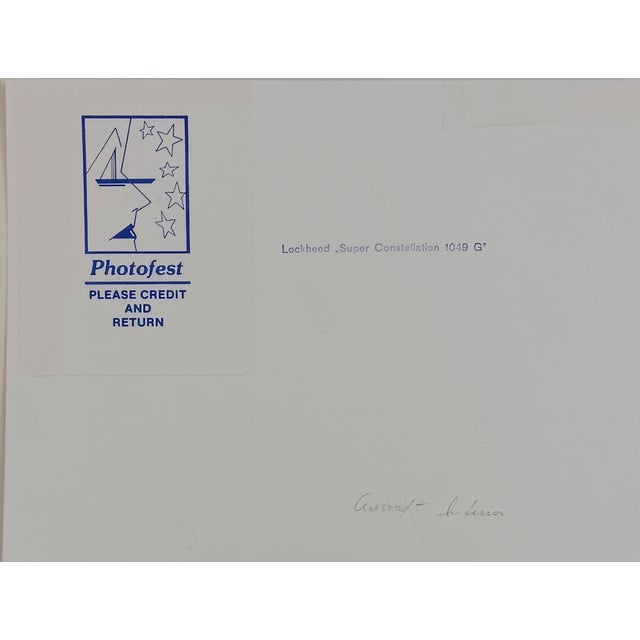 Photofest
PLEASE CREDIT
AND
RETURN
Lockheed „Super Constellation 1049 G"
Aircraft Interior